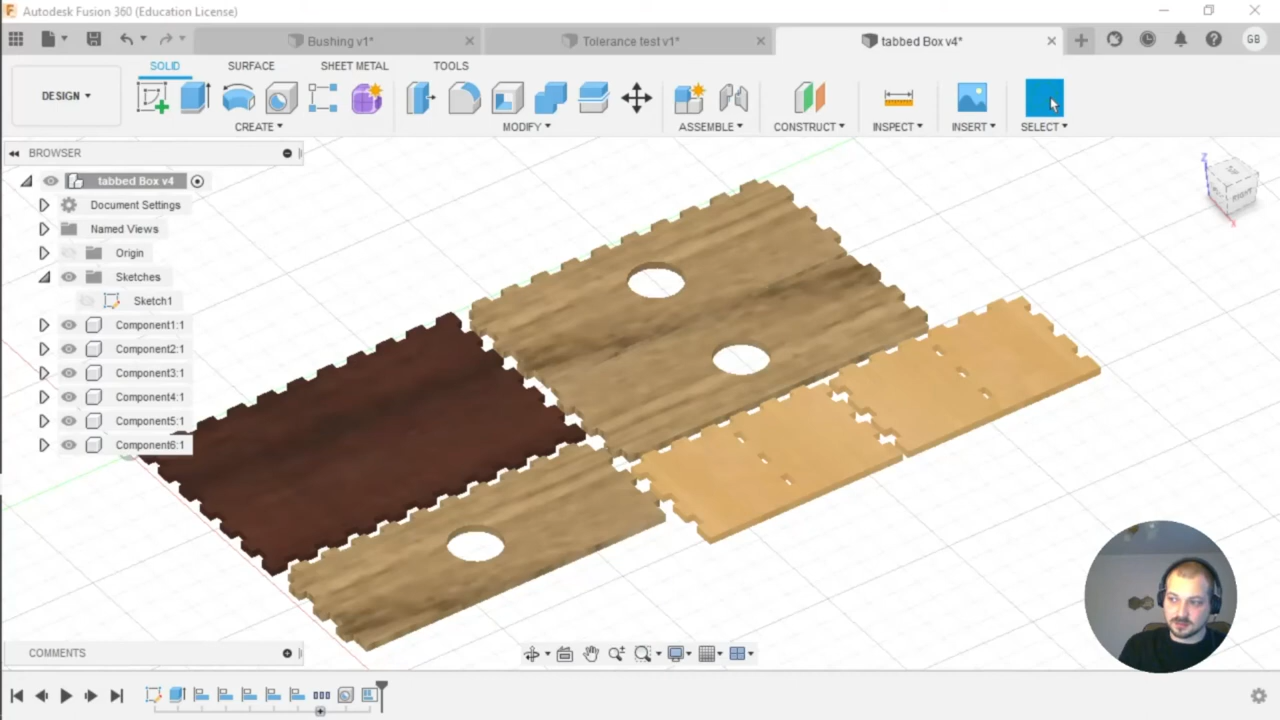 Autodesk Fusion 360 (Education License)
Bushing v1*
Tolerance test v1*
tabbed Box v4*
GB
DESIGN
SOLID
SURFACE
SHEET METAL
TOOLS
CREATE
MODIFY
ASSEMBLE
CONSTRUCT
INSPECT
INSERT
SELECT
BROWSER
tabbed Box v4
Document Settings
Named Views
Origin
Sketches
Sketch1
Component1:1
Component2:1
Component3:1
Component4:1
Component5:1
Component6:1
Z
RIGHT
X
COMMENTS